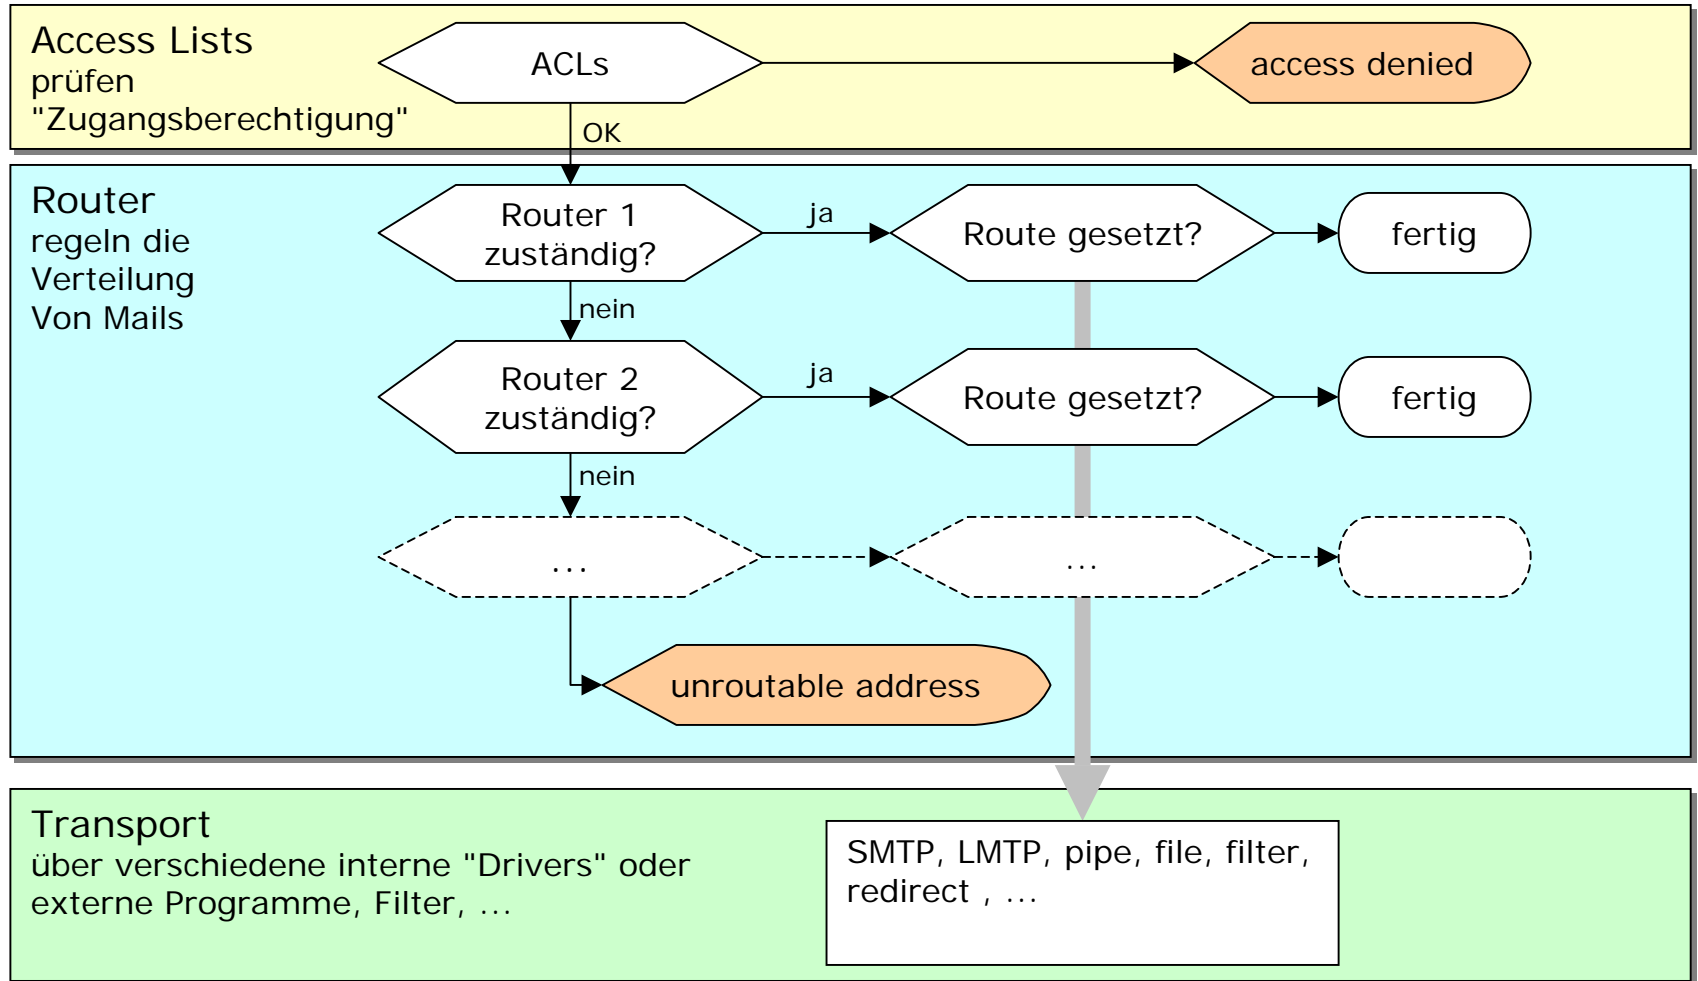 Access Lists
prüfen
"Zugangsberechtigung"
ACLs
access denied
OK
Router
regeln die
Verteilung
Von Mails
Router 1
zuständig?
ja
Route gesetzt?
fertig
nein
Router 2
zuständig?
ja
Route gesetzt?
fertig
nein
...
...
unroutable address
Transport
über verschiedene interne "Drivers" oder
externe Programme, Filter, ...
SMTP, LMTP, pipe, file, filter,
redirect , ...